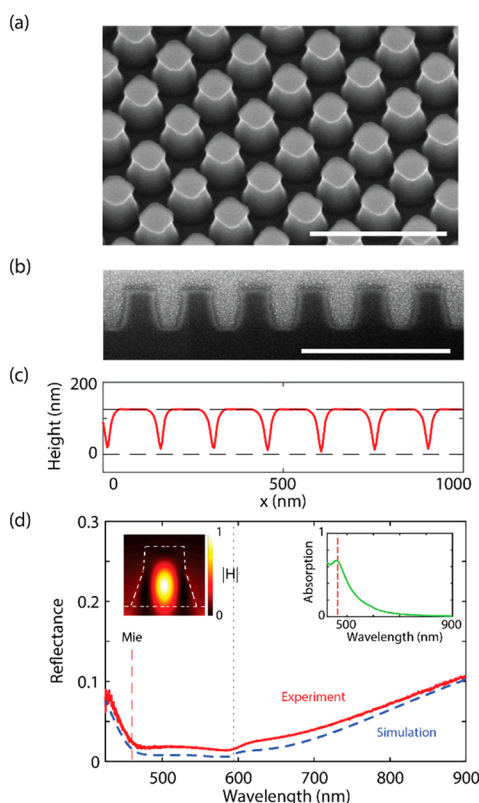 (a)
(b)
(c)
200
0
Height (nm)
0 500 1000
x (nm)
(d)
0.3
0.2
0.1
0
Reflectance
1
0
|H|
Mie
1
0
Absorption
500 900
Wavelength (nm)
Experiment
Simulation
500 600 700 800 900
Wavelength (nm)